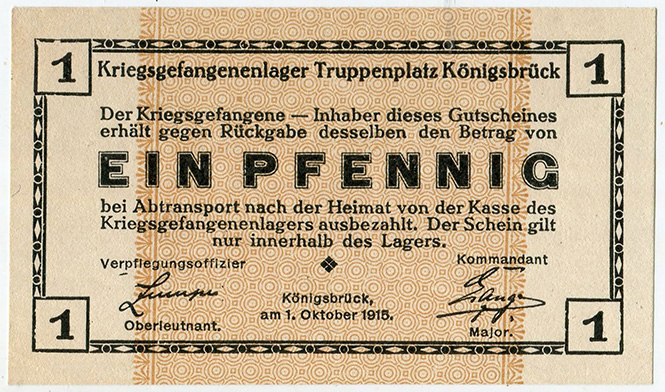 1 Kriegsgefangenenlager Truppenplatz Königsbrück 1
Der Kriegsgefangene — Inhaber dieses Gutscheines
erhält gegen Rückgabe desselben den Betrag von
EIN PFENNIG
bei Abtransport nach der Heimat von der Kasse des
Kriegsgefangenenlagers ausbezahlt. Der Schein gilt
nur innerhalb des Lagers.
Verpflegungsoffizier
Kommandant
Königsbrück,
am 1. Oktober 1915.
Oberleutnant.
Major.
1 1